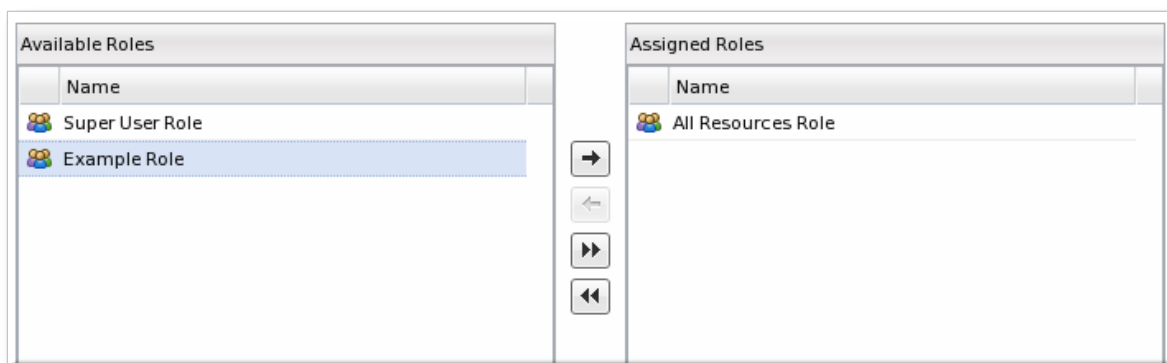 Available Roles
Name
Super User Role
Example Role
Assigned Roles
Name
All Resources Role